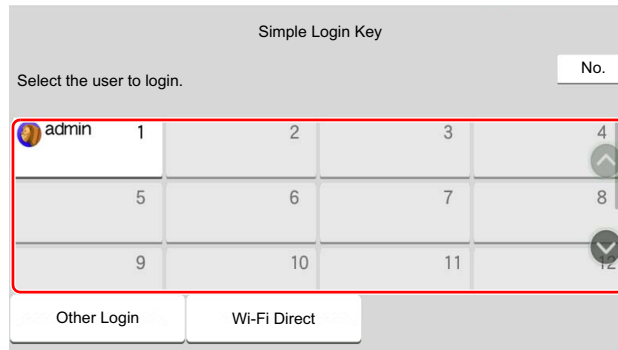 Simple Login Key
No.
Select the user to login.
admin 1 2 3 4
5 6 7 8
9 10 11 12
Other Login Wi-Fi Direct